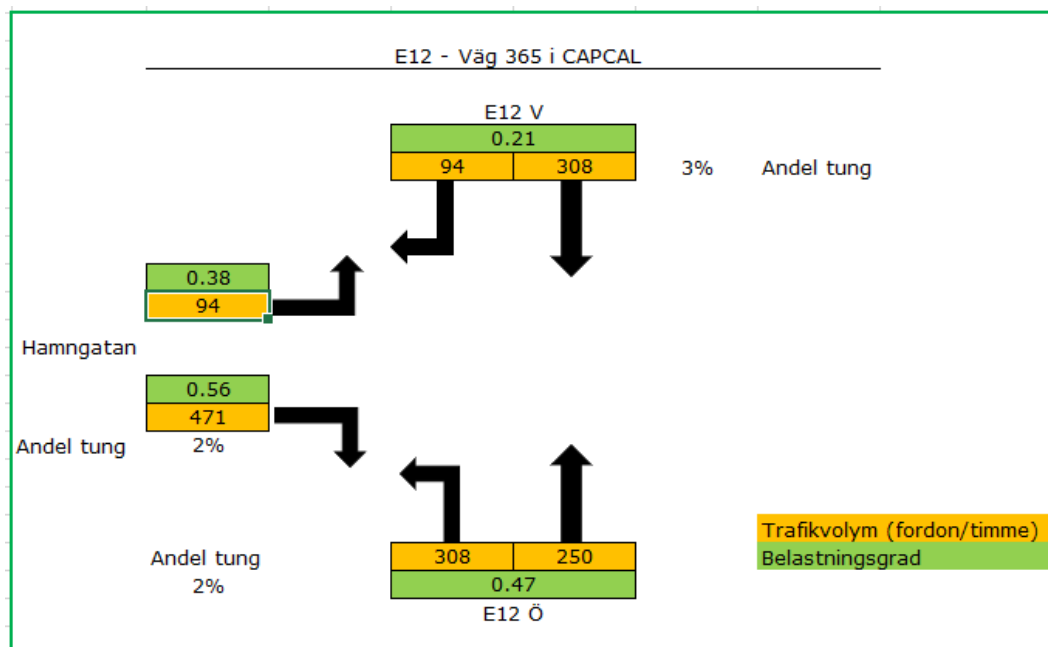 E12 - Väg 365 i CAPCAL
E12 V
0.21
94 308 3% Andel tung
0.38
94
Hamngatan
0.56
471
Andel tung 2%
Andel tung
2%
308 250
0.47
E12 Ö
Trafikvolym (fordon/timme)
Belastningsgrad